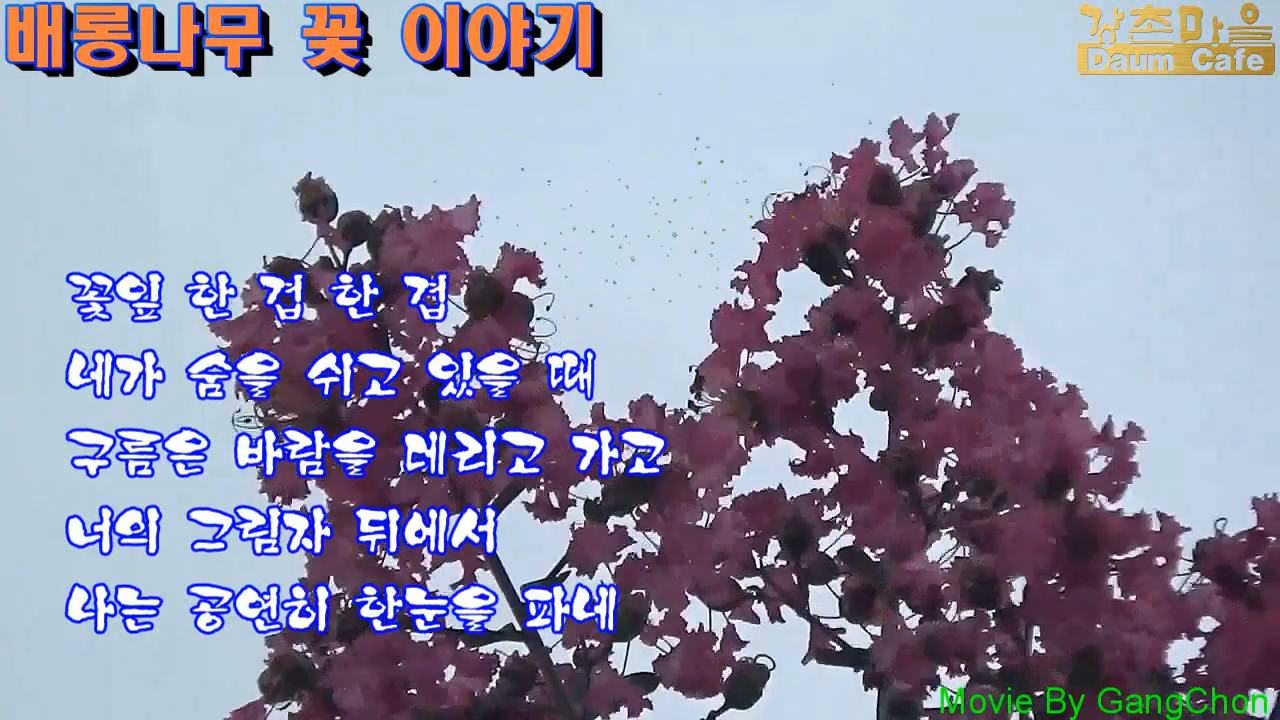 배롱나무 꽃 이야기
강촌마을
Daum Cafe
꽃잎 한 겹 한 겹
네가 숨을 쉬고 있을 때
구름은 바람을 데리고 가고
너의 그림자 뒤에서
나는 공연히 한눈을 파네
Movie By GangChon